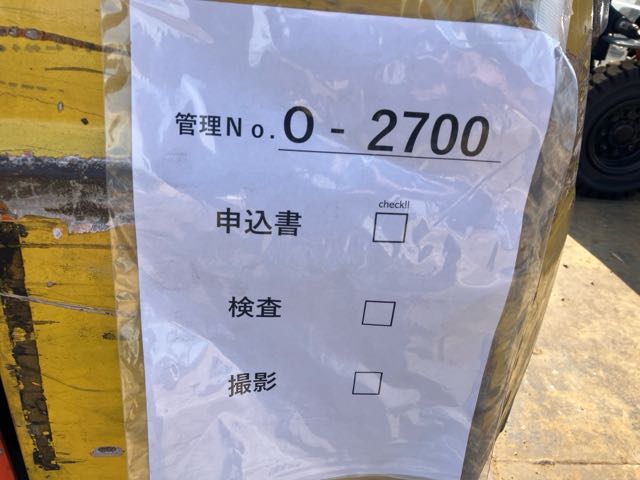 管理No. O - 2700
check!!
申込書 □
検査 □
撮影 □